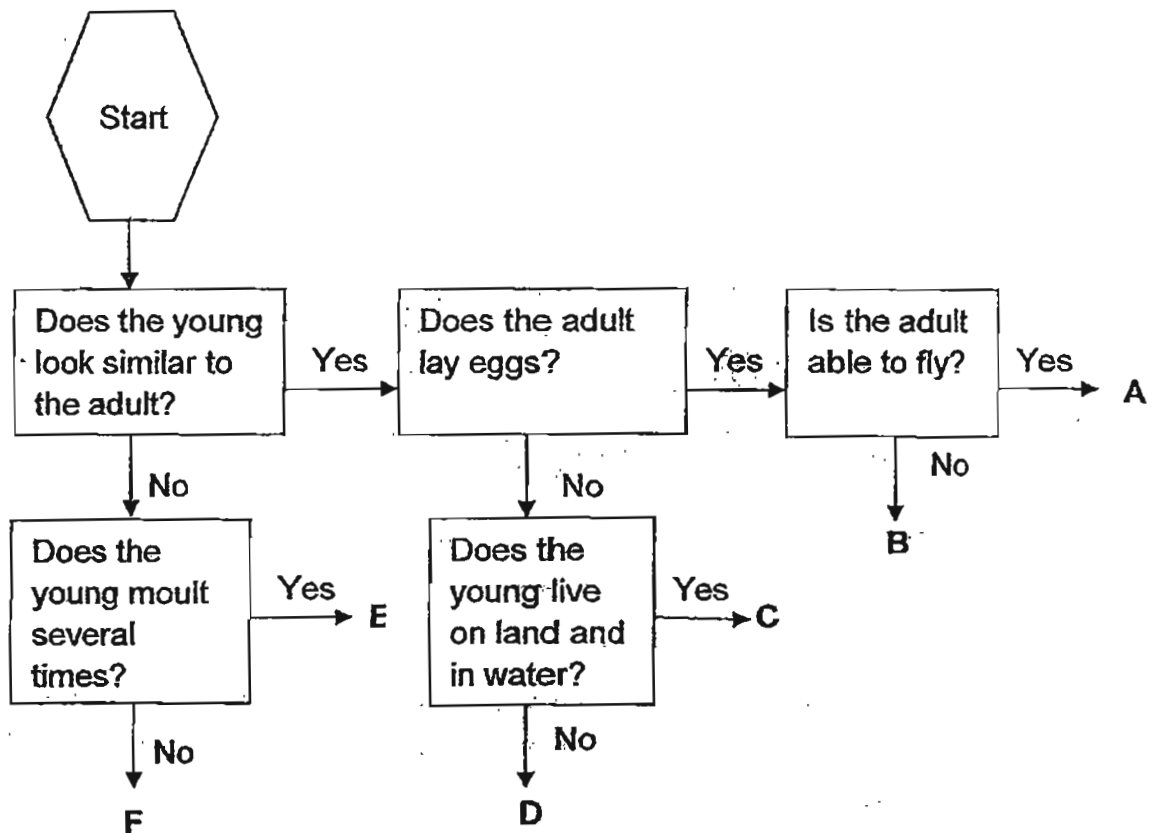 Start
Does the young
look similar to
the adult?
Yes
Does the adult
lay eggs?
Yes
Is the adult
able to fly?
Yes
A
No
No
No
B
Does the
young moult
several
times?
Yes
E
Does the
young live
on land and
in water?
Yes
C
No
F
No
D